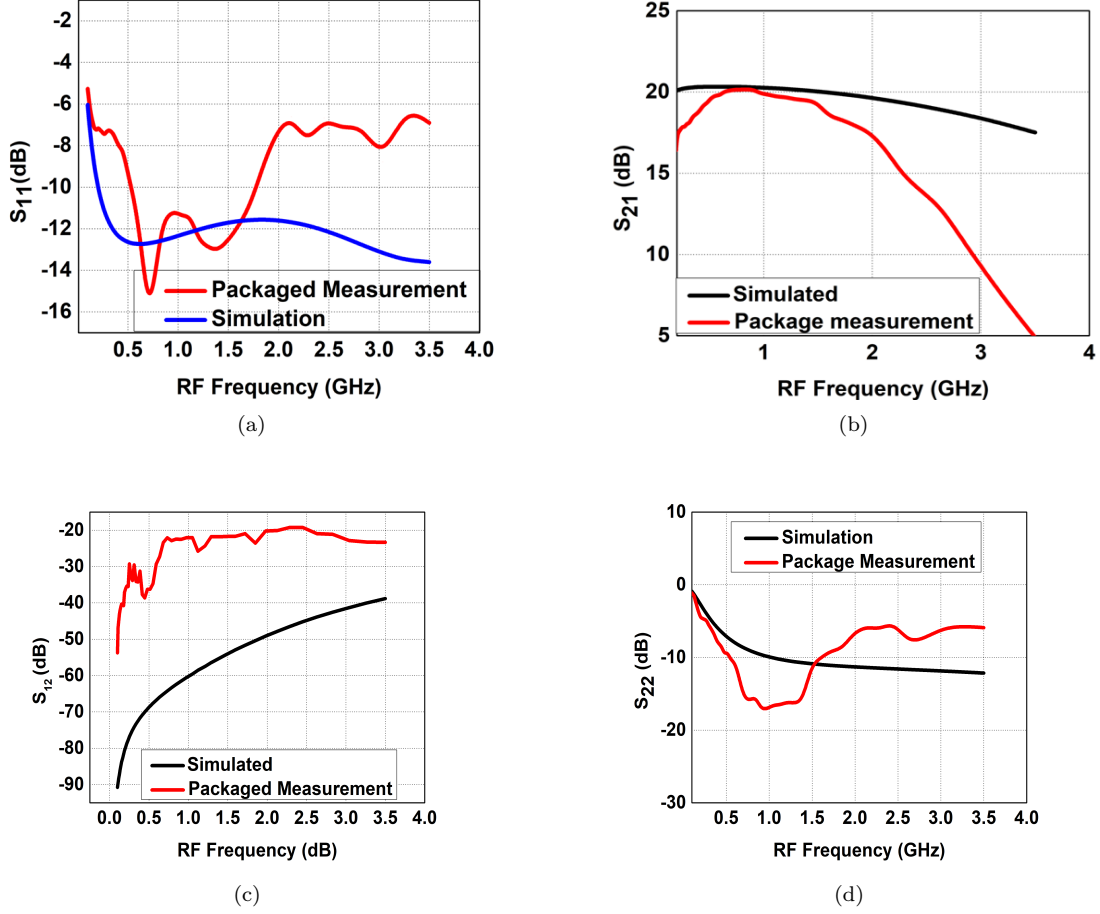 -2
-4
-6
-8
-10
-12
-14
-16
S11(dB)
Packaged Measurement
Simulation
0.5 1.0 1.5 2.0 2.5 3.0 3.5 4.0
RF Frequency (GHz)
(a)
25
20
15
10
5
S21 (dB)
Simulated
Package measurement
1 2 3 4
RF Frequency (GHz)
(b)
-20
-30
-40
-50
-60
-70
-80
-90
S12 (dB)
Simulated
Packaged Measurement
0.0 0.5 1.0 1.5 2.0 2.5 3.0 3.5 4.0
RF Frequency (dB)
(c)
10
0
-10
-20
-30
S22 (dB)
Simulation
Package Measurement
0.5 1.0 1.5 2.0 2.5 3.0 3.5 4.0
RF Frequency (GHz)
(d)